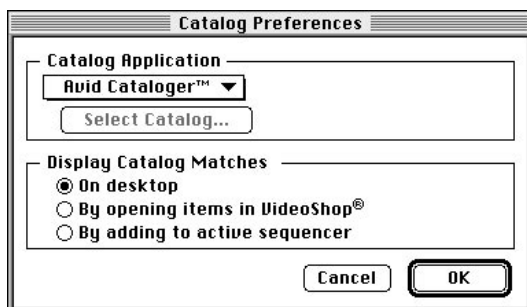 Catalog Preferences
Catalog Application
Avid Cataloger™
Select Catalog...
Display Catalog Matches
On desktop
By opening items in VideoShop®
By adding to active sequencer
Cancel OK